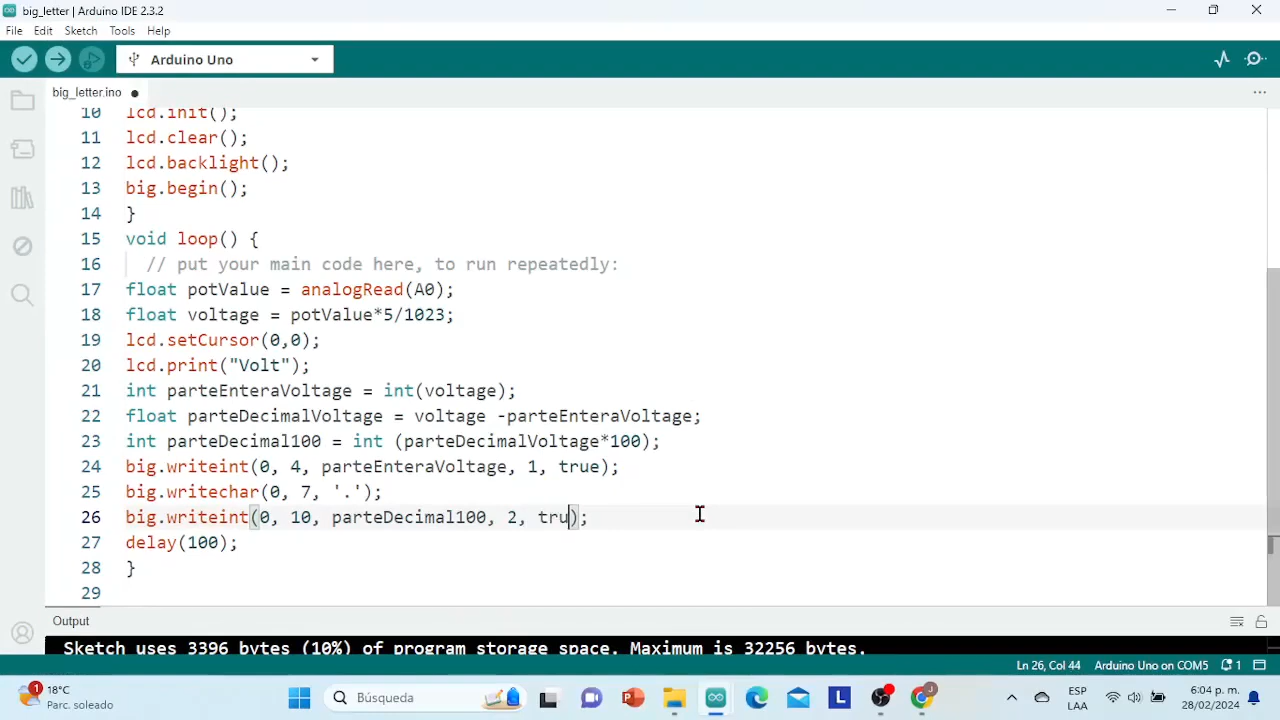 big_letter | Arduino IDE 2.3.2
File Edit Sketch Tools Help
Arduino Uno
big_letter.ino
10 lcd.init();
11 lcd.clear();
12 lcd.backlight();
13 big.begin();
14 }
15 void loop() {
16 // put your main code here, to run repeatedly:
17 float potValue = analogRead(A0);
18 float voltage = potValue*5/1023;
19 lcd.setCursor(0,0);
20 lcd.print("Volt");
21 int parteEnteraVoltage = int(voltage);
22 float parteDecimalVoltage = voltage -parteEnteraVoltage;
23 int parteDecimal100 = int (parteDecimalVoltage*100);
24 big.writeint(0, 4, parteEnteraVoltage, 1, true);
25 big.writechar(0, 7, '.');
26 big.writeint(0, 10, parteDecimal100, 2, tru);
27 delay(100);
28 }
29
Output
Sketch uses 3396 bytes (10%) of program storage space. Maximum is 32256 bytes.
Ln 26, Col 44 Arduino Uno on COM5 1
1 18°C
Parc. soleado
Búsqueda
L
J
ESP
LAA
6:04 p. m.
28/02/2024